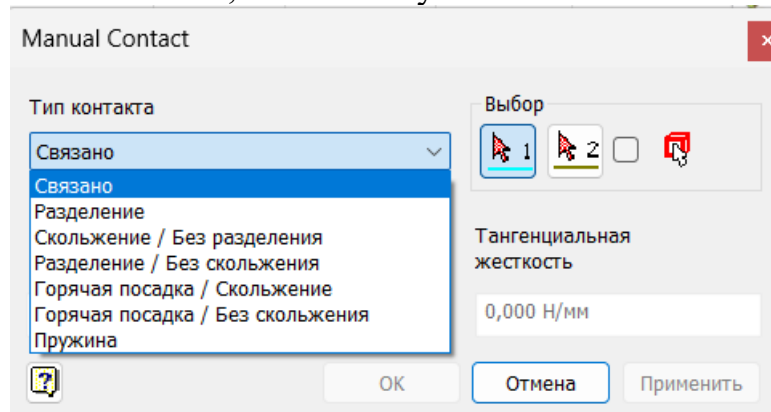 Manual Contact
Тип контакта
Выбор
Связано
1
2
Связано
Разделение
Скольжение / Без разделения
Разделение / Без скольжения
Горячая посадка / Скольжение
Горячая посадка / Без скольжения
Пружина
Тангенциальная
жесткость
0,000 Н/мм
ОК
Отмена
Применить